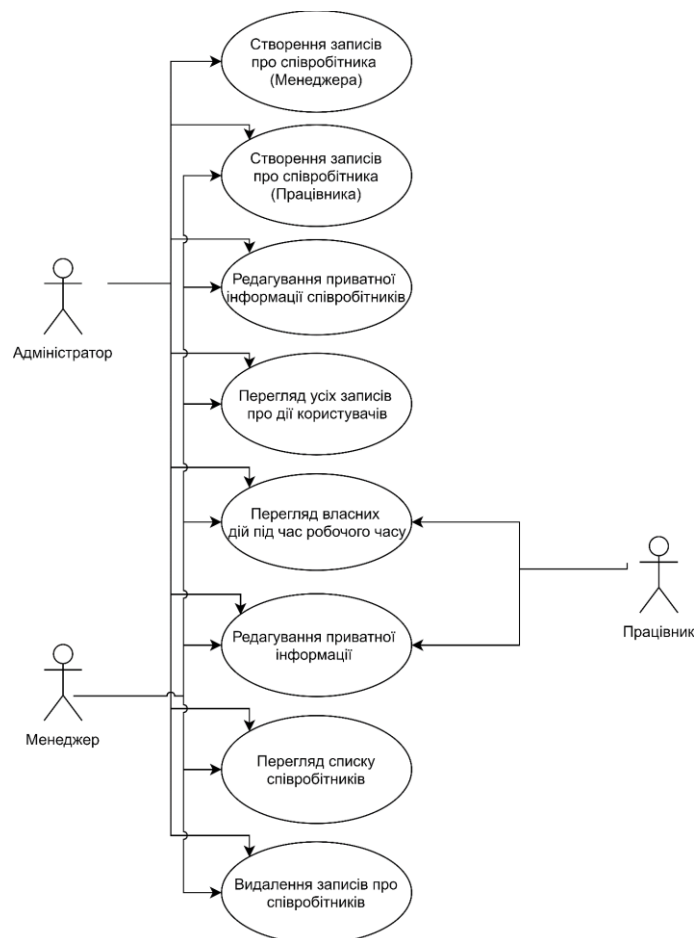 Створення записів
про співробітника
(Менеджера)
Створення записів
про співробітника
(Працівника)
Редагування приватної
інформації співробітників
Адміністратор
Перегляд усіх записів
про дії користувачів
Перегляд власних
дій під час робочого часу
Працівник
Редагування приватної
інформації
Менеджер
Перегляд списку
співробітників
Видалення записів про
співробітників